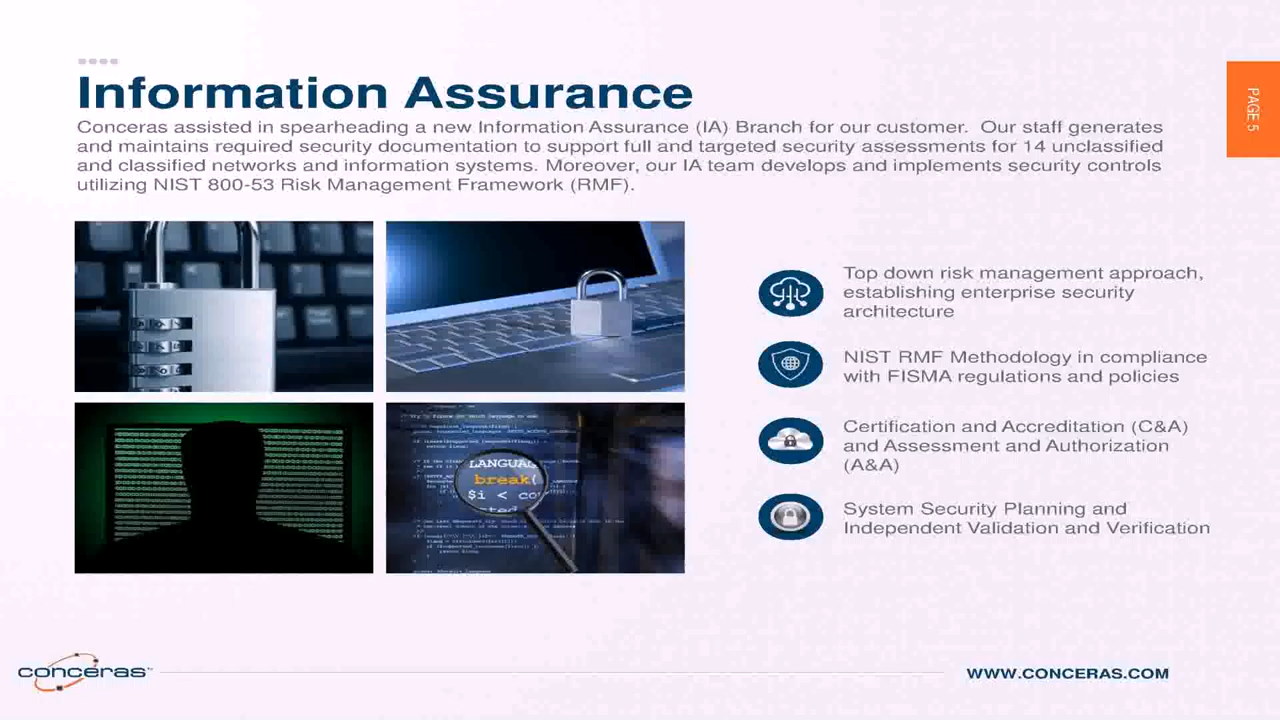 Information Assurance
Conceras assisted in spearheading a new Information Assurance (IA) Branch for our customer.  Our staff generates
and maintains required security documentation to support full and targeted security assessments for 14 unclassified
and classified networks and information systems. Moreover, our IA team develops and implements security controls
utilizing NIST 800-53 Risk Management Framework (RMF).
PAGE 5
Top down risk management approach,
establishing enterprise security
architecture
NIST RMF Methodology in compliance
with FISMA regulations and policies
Certification and Accreditation (C&A)
and Assessment and Authorization
(A&A)
System Security Planning and
Independent Validation and Verification
LANGUAG
break(
$i < co
conceras™
WWW.CONCERAS.COM